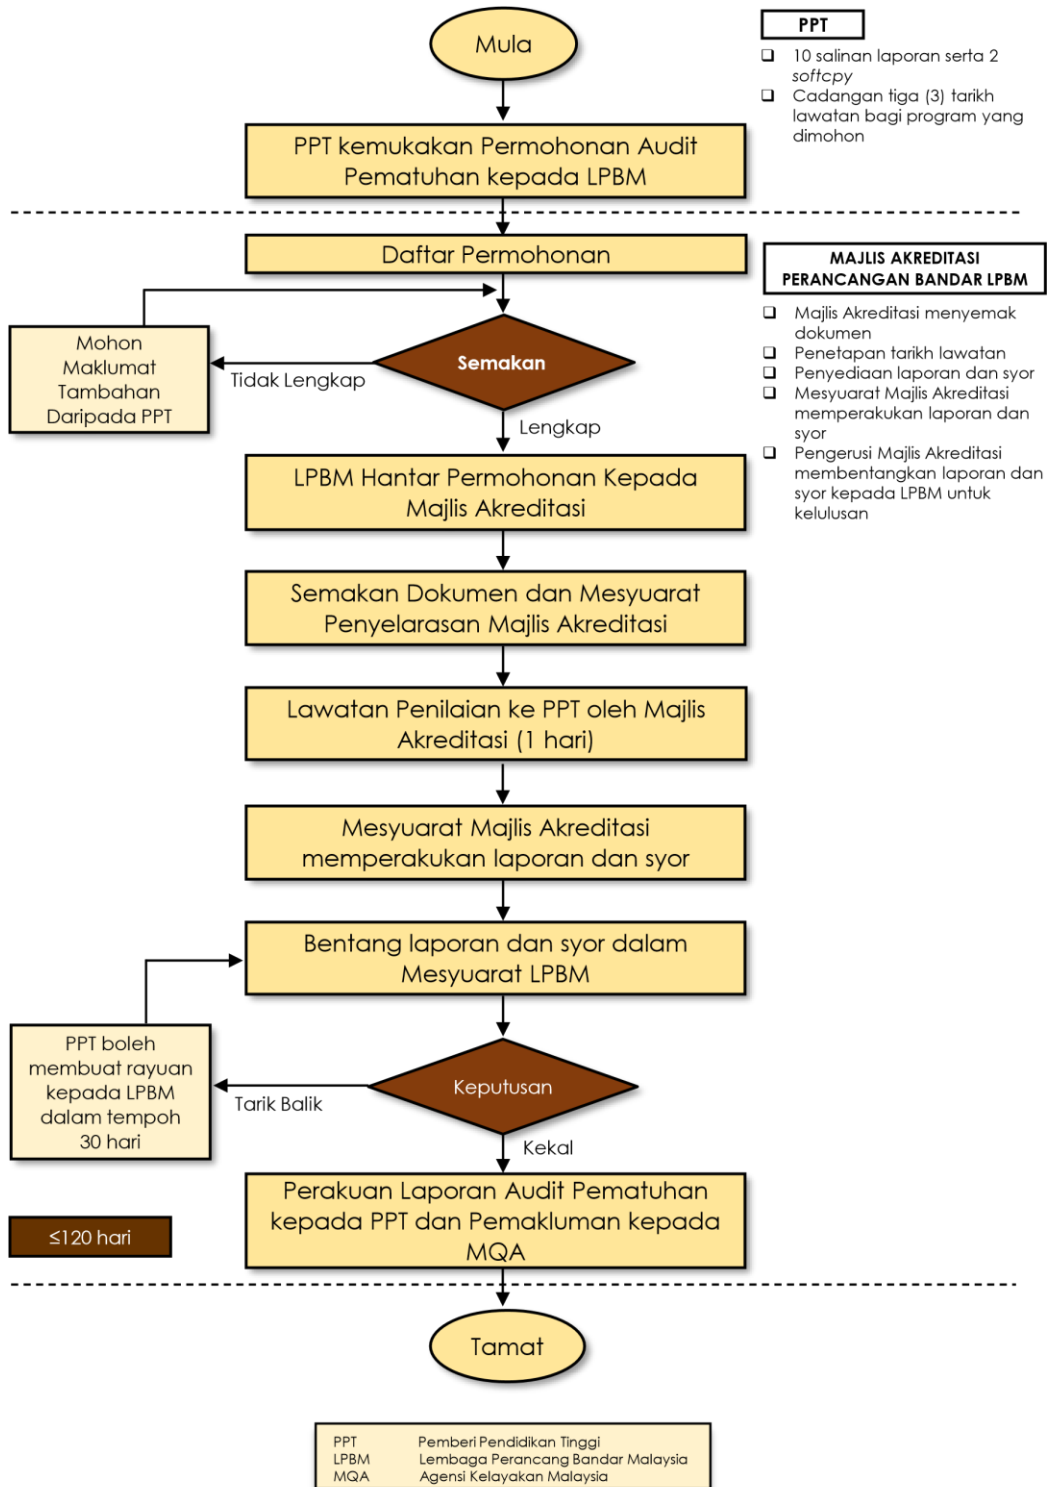 Mula
PPT
❑ 10 salinan laporan serta 2
softcpy
❑ Cadangan tiga (3) tarikh
lawatan bagi program yang
dimohon
PPT kemukakan Permohonan Audit
Pematuhan kepada LPBM
Daftar Permohonan
MAJLIS AKREDITASI
PERANCANGAN BANDAR LPBM
❑ Majlis Akreditasi menyemak
dokumen
❑ Penetapan tarikh lawatan
❑ Penyediaan laporan dan syor
❑ Mesyuarat Majlis Akreditasi
memperakukan laporan dan
syor
❑ Pengerusi Majlis Akreditasi
membentangkan laporan dan
syor kepada LPBM untuk
kelulusan
Semakan
Tidak Lengkap
Mohon
Maklumat
Tambahan
Daripada PPT
Lengkap
LPBM Hantar Permohonan Kepada
Majlis Akreditasi
Semakan Dokumen dan Mesyuarat
Penyelarasan Majlis Akreditasi
Lawatan Penilaian ke PPT oleh Majlis
Akreditasi (1 hari)
Mesyuarat Majlis Akreditasi
memperakukan laporan dan syor
Bentang laporan dan syor dalam
Mesyuarat LPBM
Keputusan
Tarik Balik
PPT boleh
membuat rayuan
kepada LPBM
dalam tempoh
30 hari
Kekal
Perakuan Laporan Audit Pematuhan
kepada PPT dan Pemakluman kepada
MQA
≤120 hari
Tamat
PPT Pemberi Pendidikan Tinggi
LPBM Lembaga Perancang Bandar Malaysia
MQA Agensi Kelayakan Malaysia